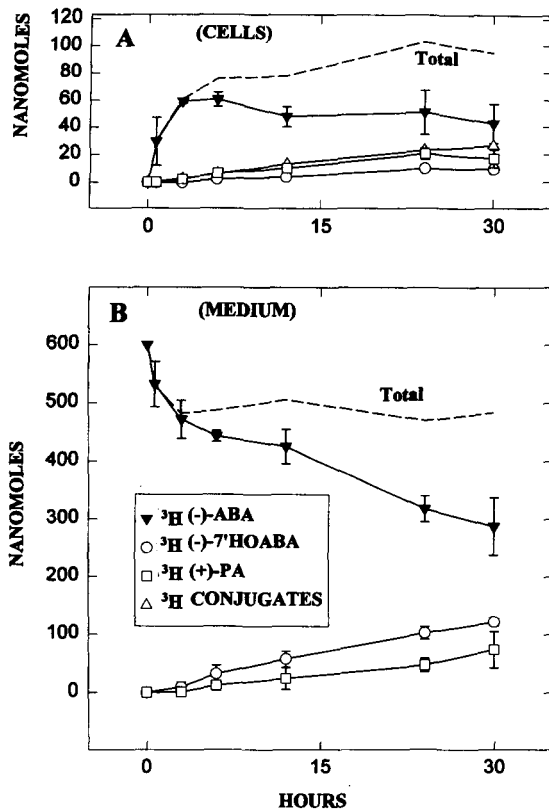 A (CELLS)
NANOMOLES
120
100
80
60
40
20
0
Total
0 15 30
B (MEDIUM)
NANOMOLES
600
500
400
300
200
100
0
Total
³H (-)-ABA
³H (-)-7'HOABA
³H (+)-PA
³H CONJUGATES
0 15 30
HOURS